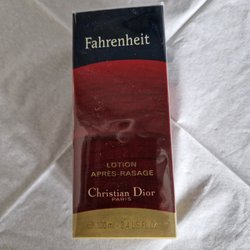 Fahrenheit
LOTION
APRÈS-RASAGE
Christian Dior
PARIS